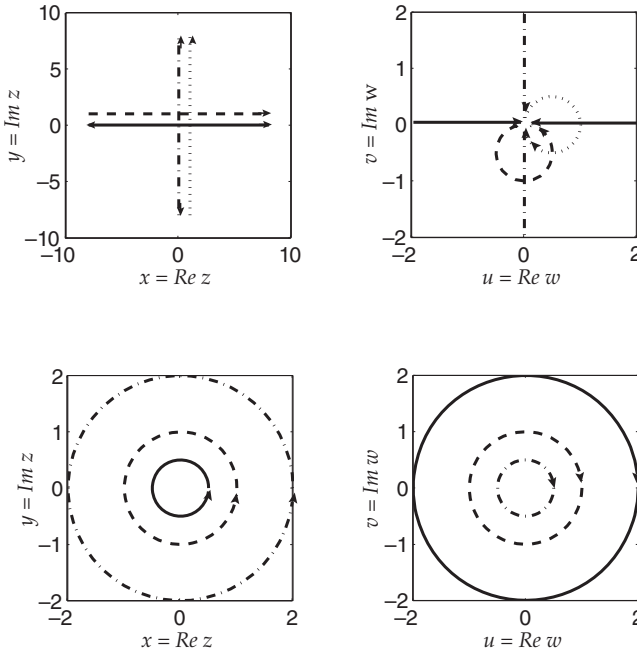 10
5
0
−5
−10
−10 0 10
y = Im z
x = Re z
2
1
0
−1
−2
−2 0 2
v = Im w
u = Re w
2
1
0
−1
−2
−2 0 2
y = Im z
x = Re z
2
1
0
−1
−2
−2 0 2
v = Im w
u = Re w